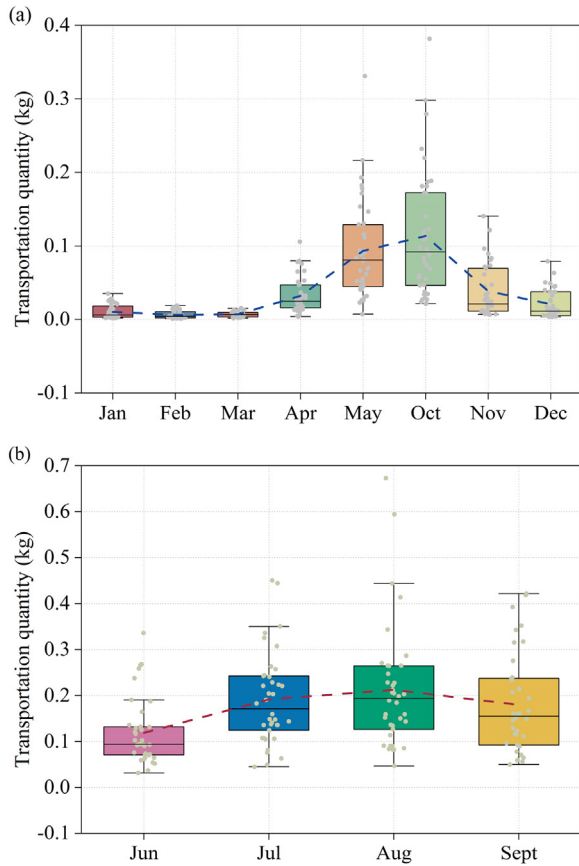 (a)
Transportation quantity (kg)
0.4
0.3
0.2
0.1
0.0
-0.1
Jan Feb Mar Apr May Oct Nov Dec
(b)
Transportation quantity (kg)
0.7
0.6
0.5
0.4
0.3
0.2
0.1
0.0
-0.1
Jun Jul Aug Sept